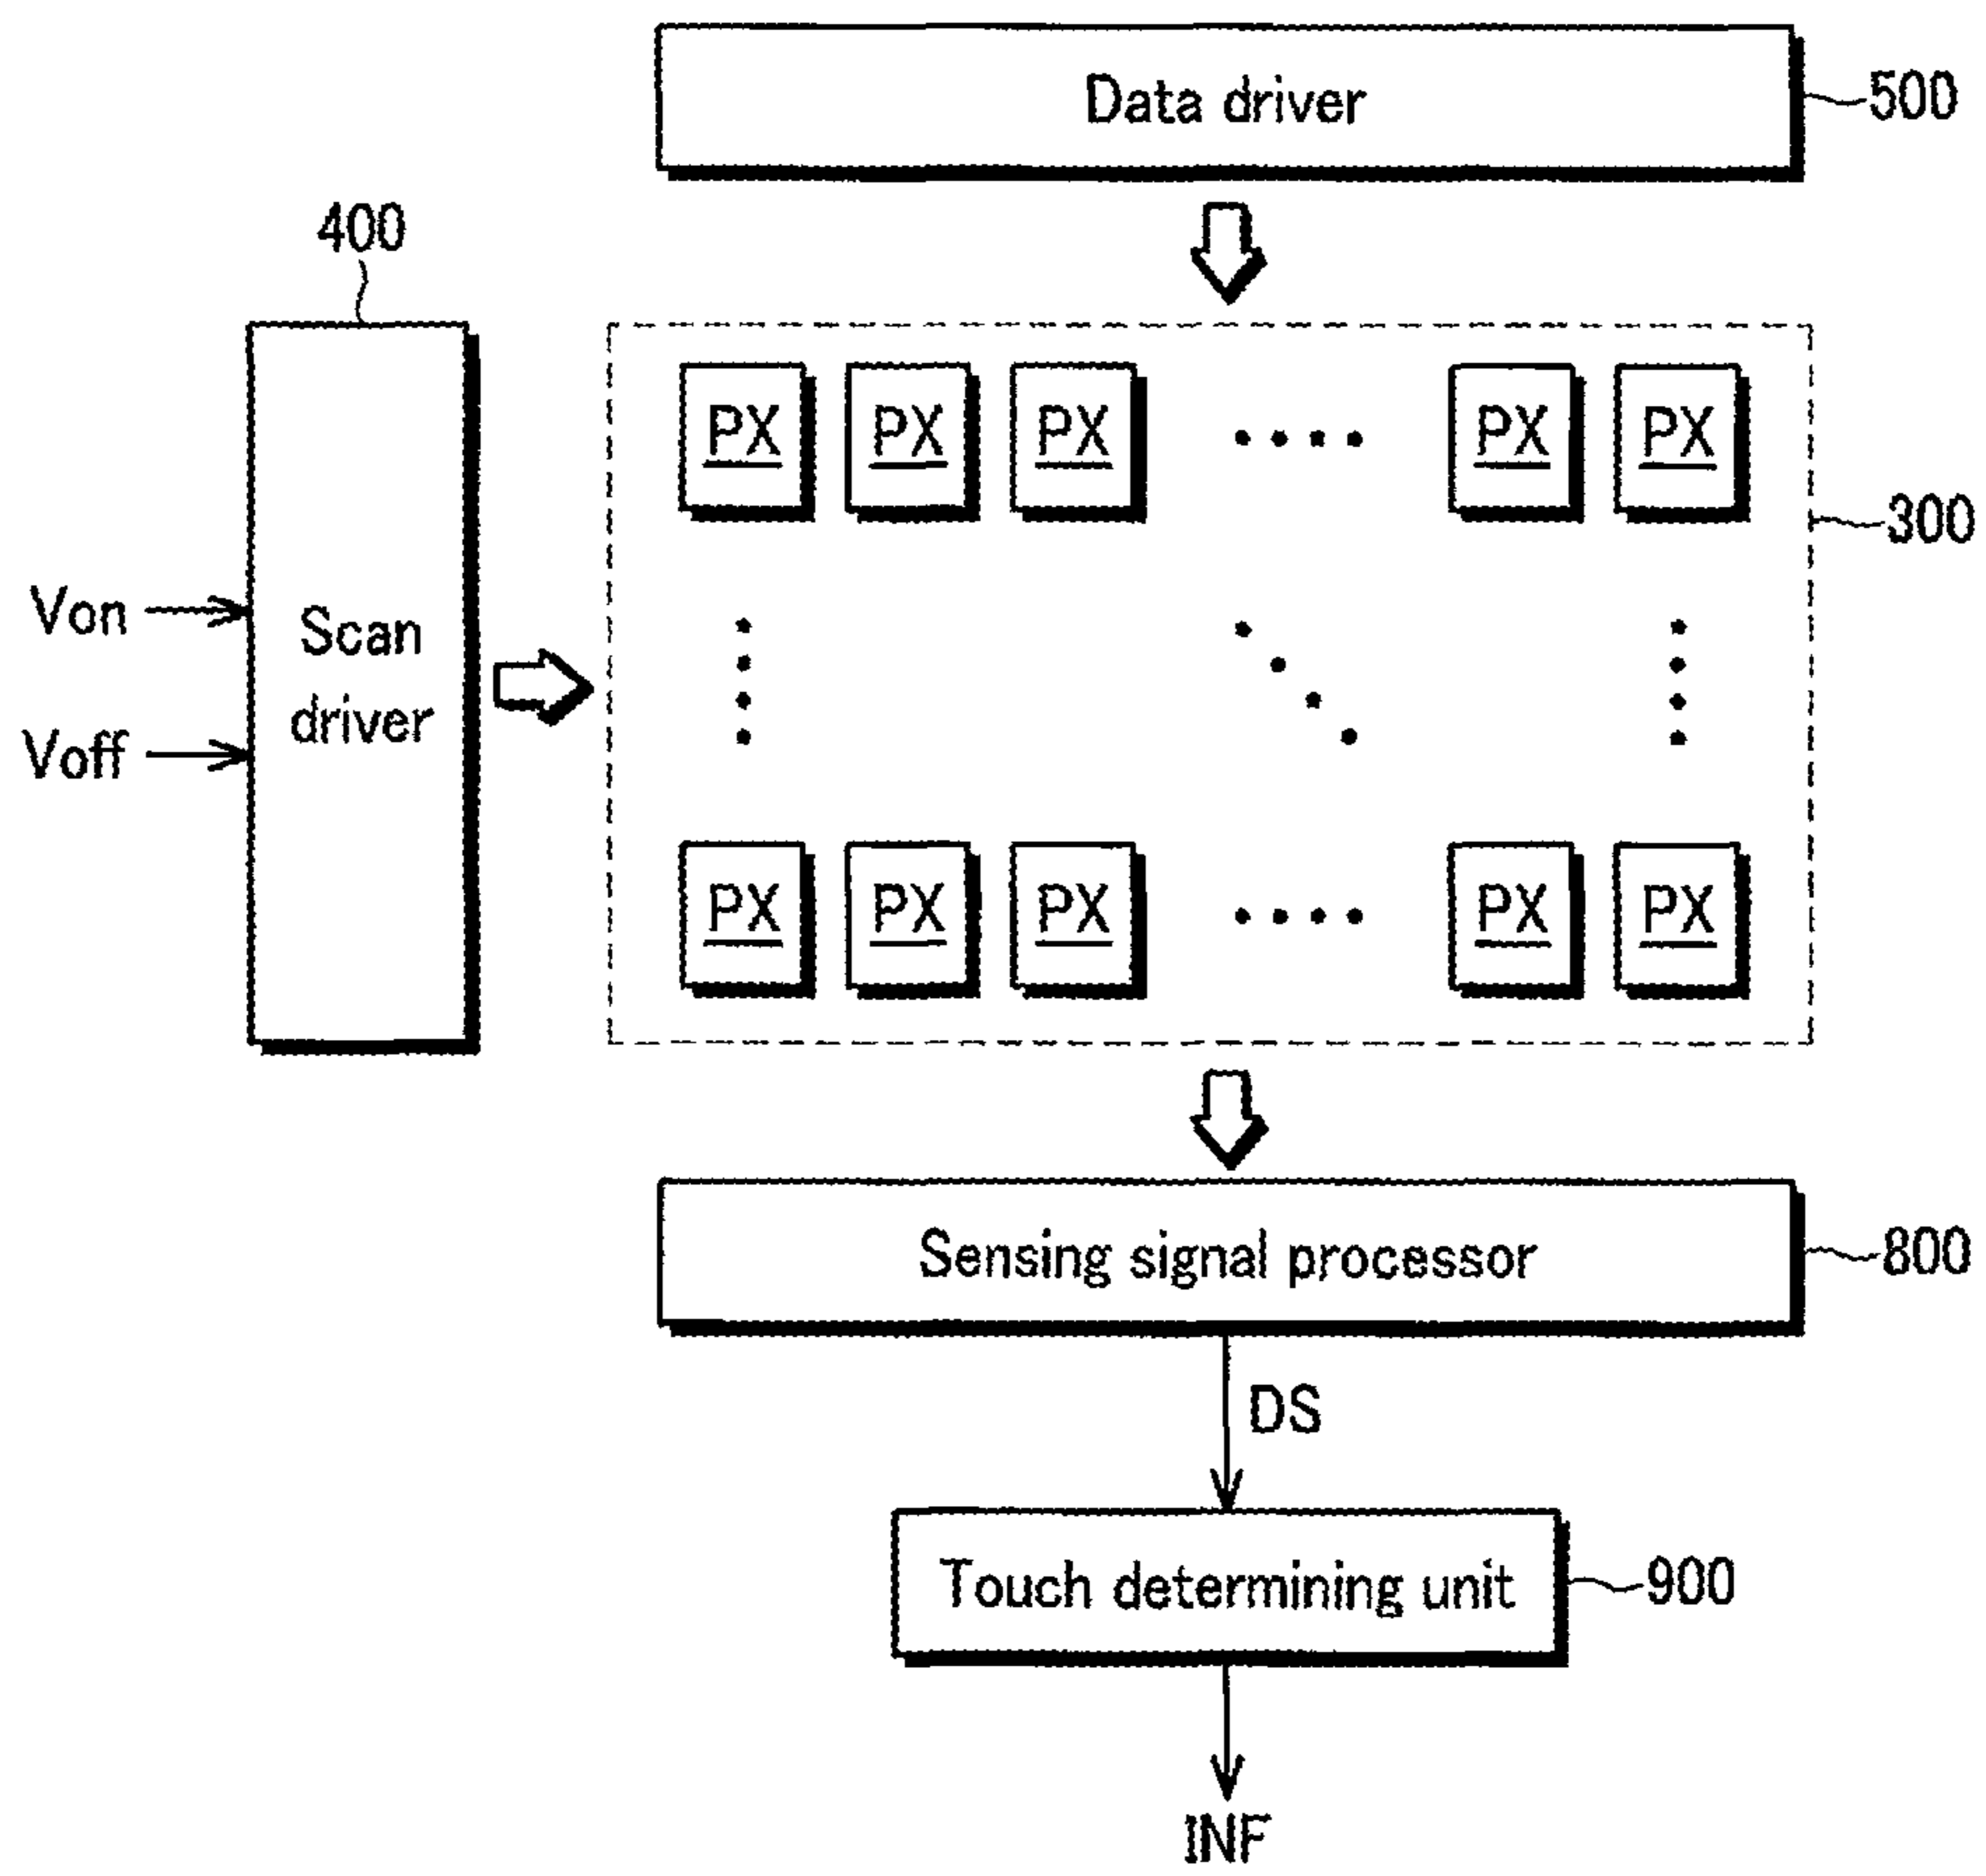 Data driver
500
400
PX PX PX PX PX
300
Von
Scan
driver
Voff
PX PX PX PX PX
Sensing signal processor
800
DS
Touch determining unit
900
INF